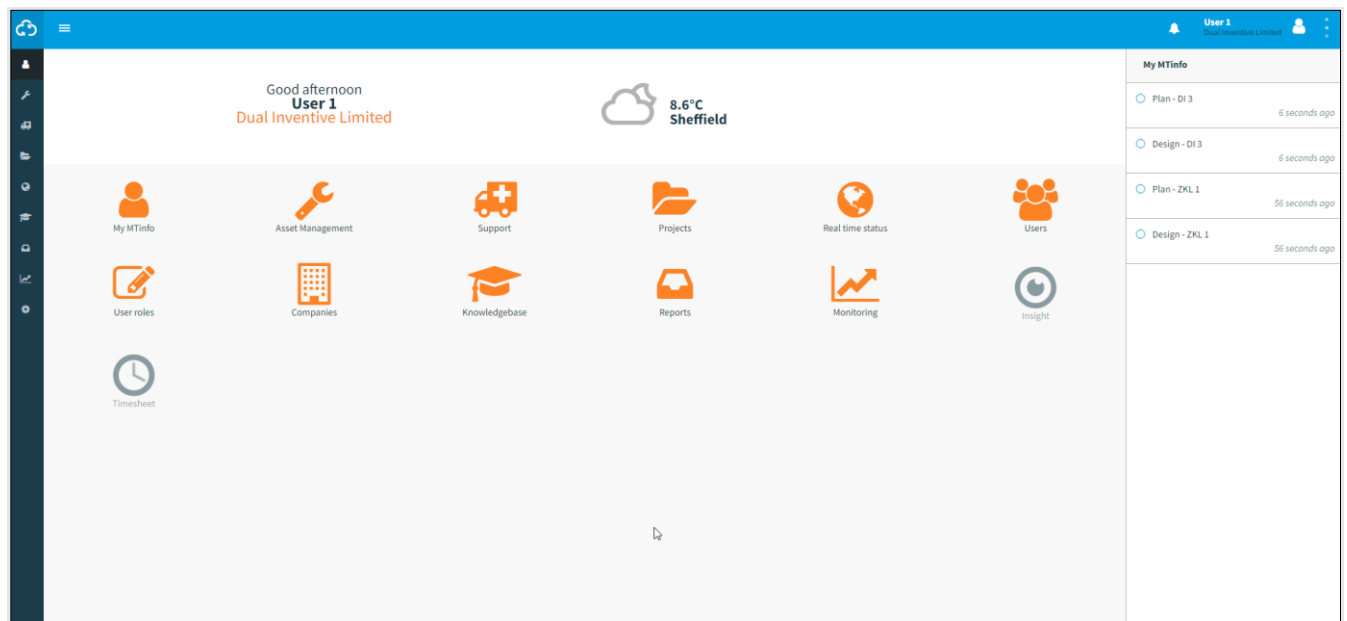 User 1
Dual Inventive Limited
Good afternoon
User 1
Dual Inventive Limited
8.6°C
Sheffield
My MTinfo
Asset Management
Support
Projects
Real time status
Users
User roles
Companies
Knowledgebase
Reports
Monitoring
Insight
Timesheet
My MTinfo
Plan - DI 3
6 seconds ago
Design - DI 3
6 seconds ago
Plan - ZKL 1
56 seconds ago
Design - ZKL 1
56 seconds ago